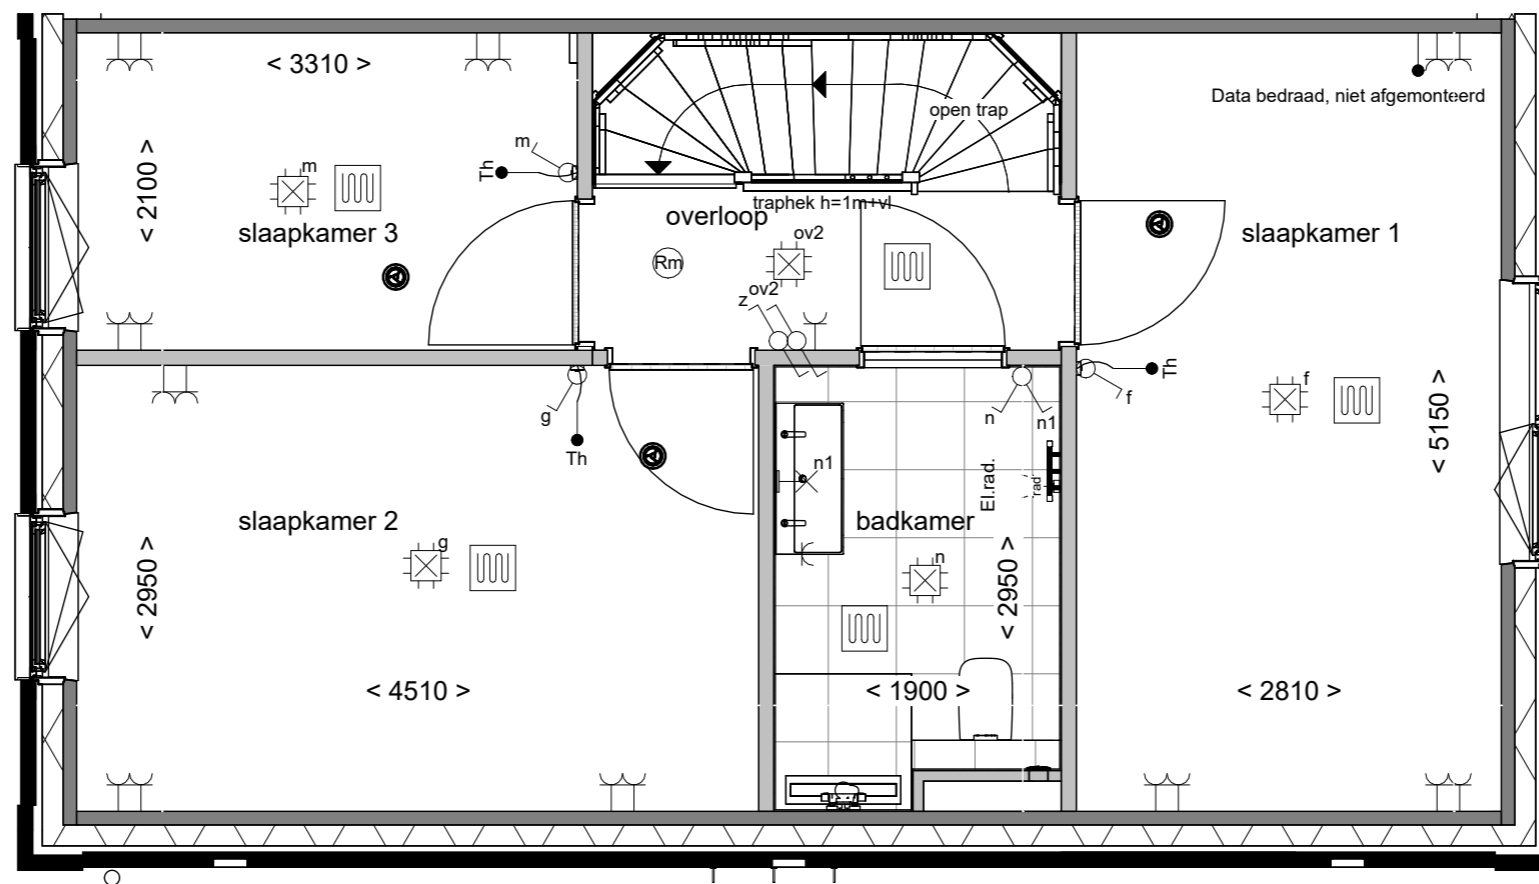 < 3310 >
Data bedraad, niet afgemonteerd
open trap
m
Th
m
< 2100 >
slaapkamer 3
traphek h=1m+vl
overloop
ov2
Rm
slaapkamer 1
z
ov2
Th
f
f
< 5150 >
g
Th
n
n1
n1
El.rad.
rad
slaapkamer 2
badkamer
g
n
< 2950 >
< 2950 >
< 4510 >
< 1900 >
< 2810 >